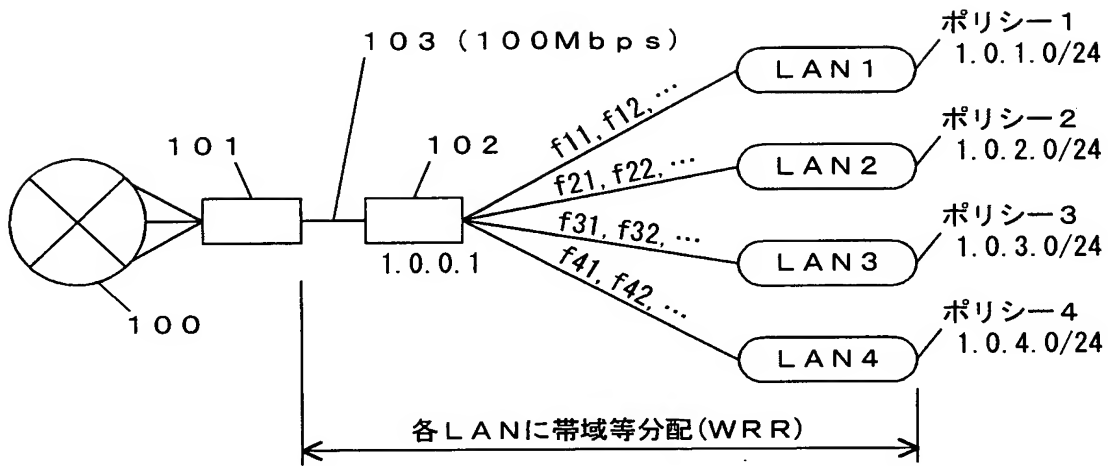 103(100Mbps)
ポリシー1
1.0.1.0/24
LAN1
f11,f12,…
101
102
ポリシー2
1.0.2.0/24
LAN2
f21,f22,…
1.0.0.1
ポリシー3
1.0.3.0/24
LAN3
f31,f32,…
100
ポリシー4
1.0.4.0/24
LAN4
f41,f42,…
各LANに帯域等分配(WRR)